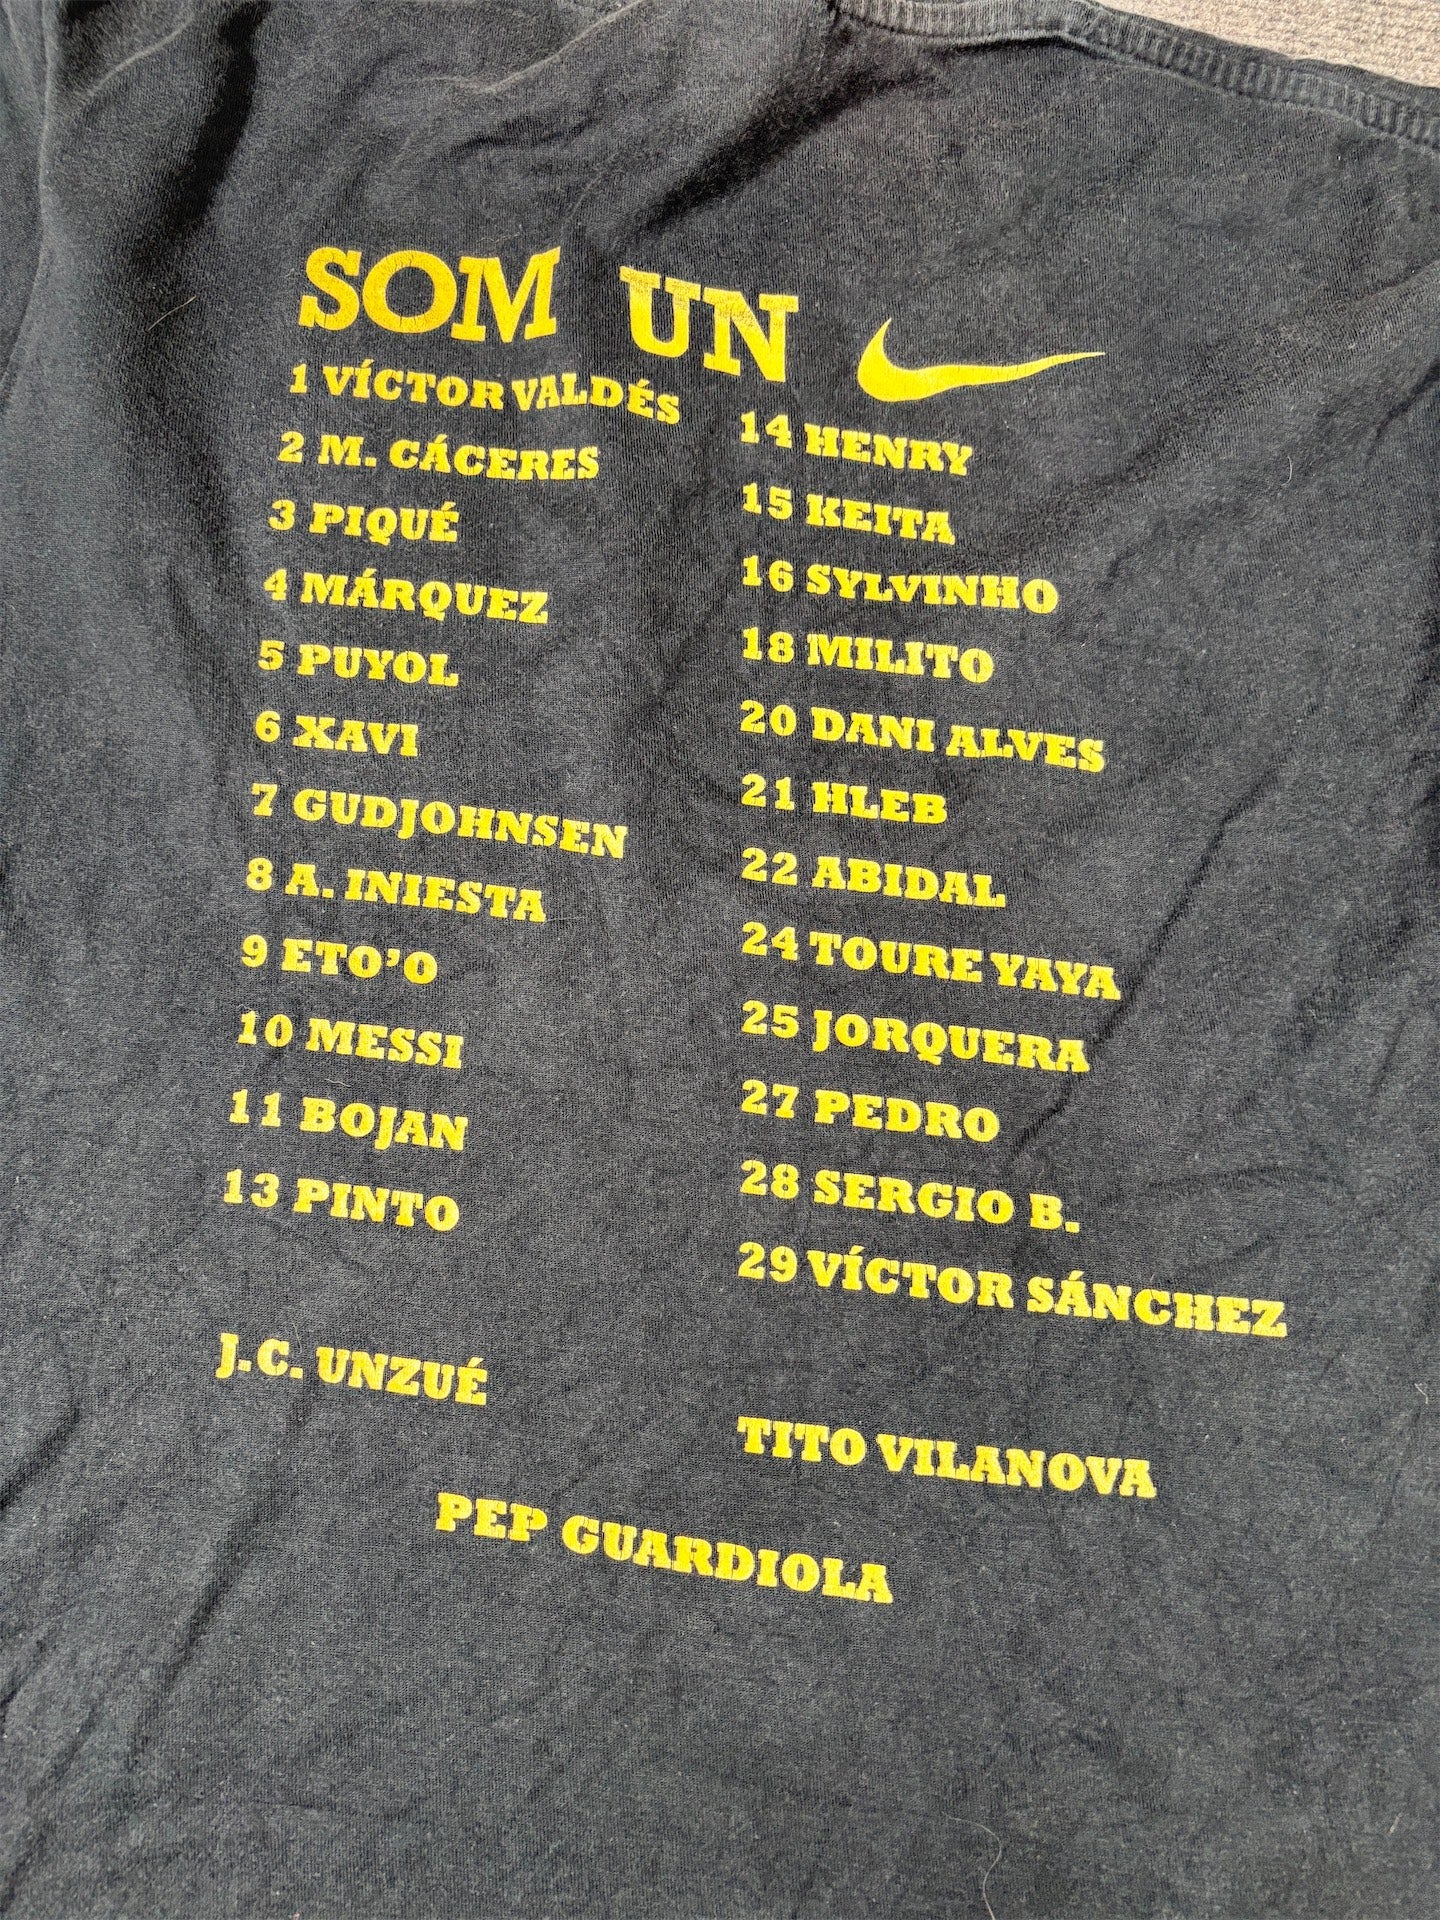 SOM UN
1 VÍCTOR VALDÉS
2 M. CÁCERES
3 PIQUÉ
4 MÁRQUEZ
5 PUYOL
6 XAVI
7 GUDJOHNSEN
8 A. INIESTA
9 ETO'O
10 MESSI
11 BOJAN
13 PINTO
14 HENRY
15 KEITA
16 SYLVINHO
18 MILITO
20 DANI ALVES
21 HLEB
22 ABIDAL
24 TOURE YAYA
25 JORQUERA
27 PEDRO
28 SERGIO B.
29 VÍCTOR SÁNCHEZ
J.C. UNZUÉ
TITO VILANOVA
PEP GUARDIOLA